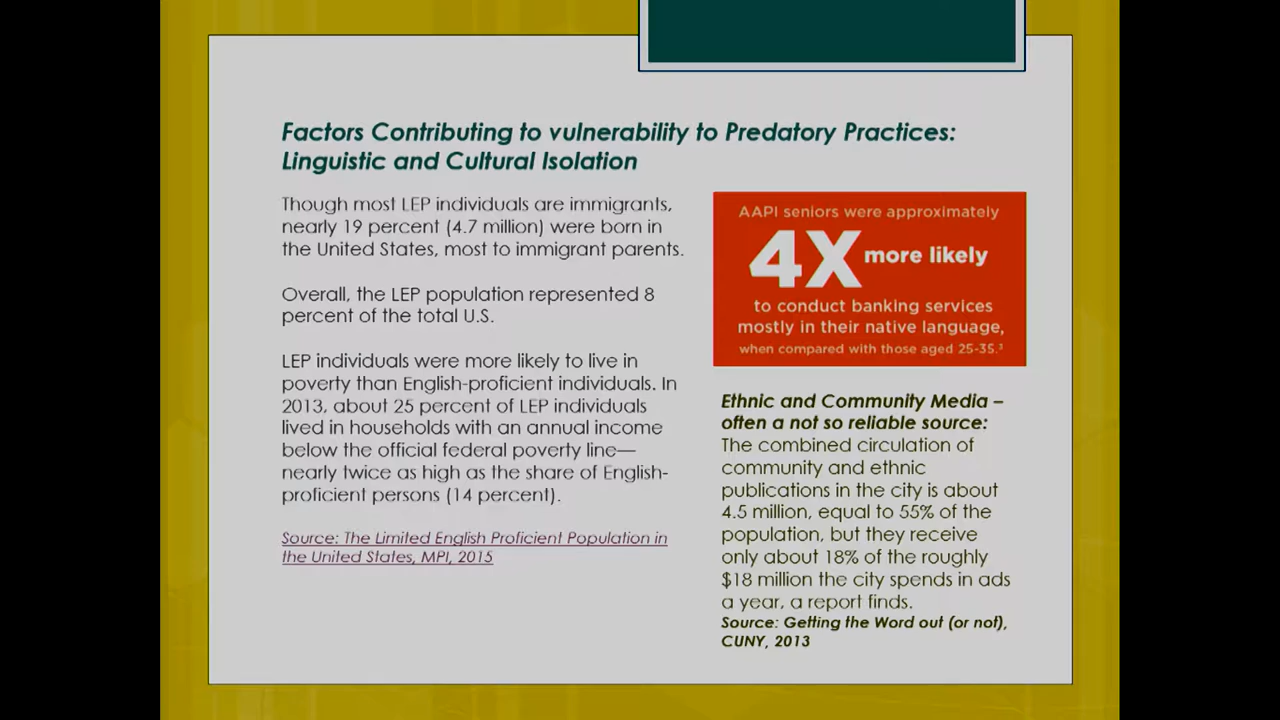 Factors Contributing to vulnerability to Predatory Practices:
Linguistic and Cultural Isolation
Though most LEP individuals are immigrants,
nearly 19 percent (4.7 million) were born in
the United States, most to immigrant parents.
Overall, the LEP population represented 8
percent of the total U.S.
LEP individuals were more likely to live in
poverty than English-proficient individuals. In
2013, about 25 percent of LEP individuals
lived in households with an annual income
below the official federal poverty line—
nearly twice as high as the share of English-
proficient persons (14 percent).
Source: The Limited English Proficient Population in
the United States, MPI, 2015
AAPI seniors were approximately
4X more likely
to conduct banking services
mostly in their native language,
when compared with those aged 25-35.³
Ethnic and Community Media –
often a not so reliable source:
The combined circulation of
community and ethnic
publications in the city is about
4.5 million, equal to 55% of the
population, but they receive
only about 18% of the roughly
$18 million the city spends in ads
a year, a report finds.
Source: Getting the Word out (or not),
CUNY, 2013